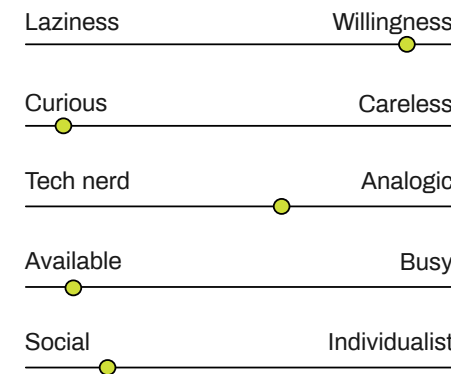 Laziness Willingness
Curious Careless
Tech nerd Analogic
Available Busy
Social Individualist